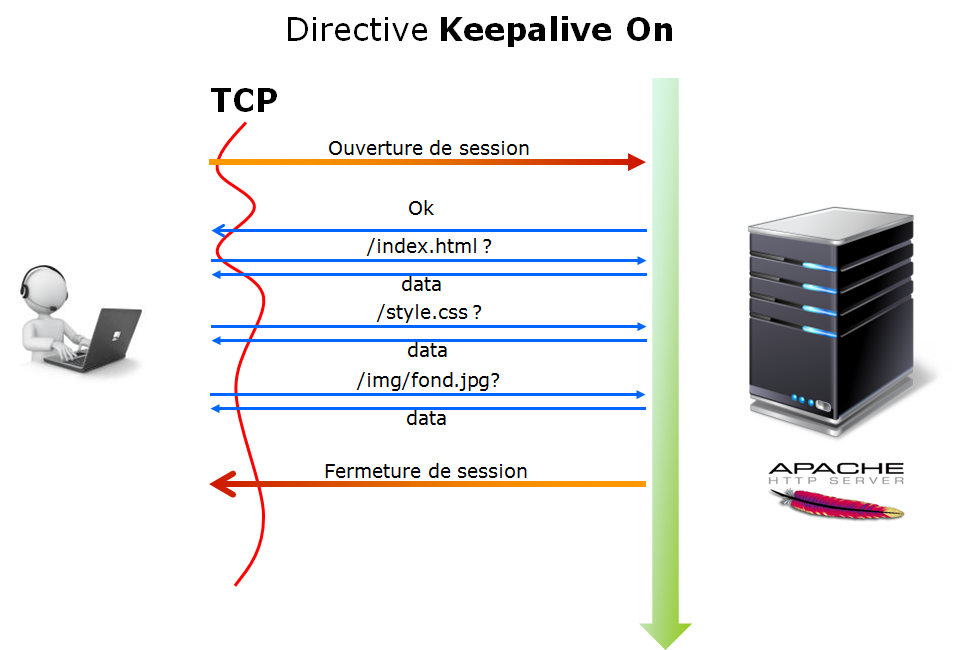 Directive Keepalive On
TCP
Ouverture de session
Ok
/index.html ?
data
/style.css ?
data
/img/fond.jpg?
data
Fermeture de session
APACHE
HTTP SERVER